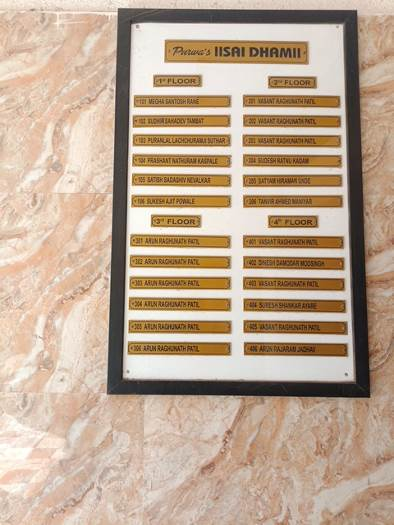 Purwa's IISAI DHAMII
1st FLOOR
101 MEGHA SANTOSH RANE
102 SUDHIR SAHADEV TAMBAT
103 PURANLAL LACHCHURAMJI SUTHAR
104 PRASHANT NATHURAM KASPALE
105 SATISH SADASHIV NEVALKAR
106 SUKESH AJIT POWALE
2nd FLOOR
201 VASANT RAGHUNATH PATIL
202 VASANT RAGHUNATH PATIL
203 VASANT RAGHUNATH PATIL
204 SUDESH RATNU KADAM
205 SATYAM HIRAMAN
206 TANVIR AHMED MANIYAR
3rd FLOOR
301 ARUN RAGHUNATH PATIL
302 ARUN RAGHUNATH PATIL
303 ARUN RAGHUNATH PATIL
304 ARUN RAGHUNATH PATIL
305 ARUN RAGHUNATH PATIL
306 ARUN RAGHUNATH PATIL
4th FLOOR
401 VASANT RAGHUNATH PATIL
402 DINESH DAMODAR MODSINGH
403 VASANT RAGHUNATH PATIL
404 SURESH SHANKAR AYARE
405 VASANT RAGHUNATH PATIL
406 ARUN RAJARAM JADHAV